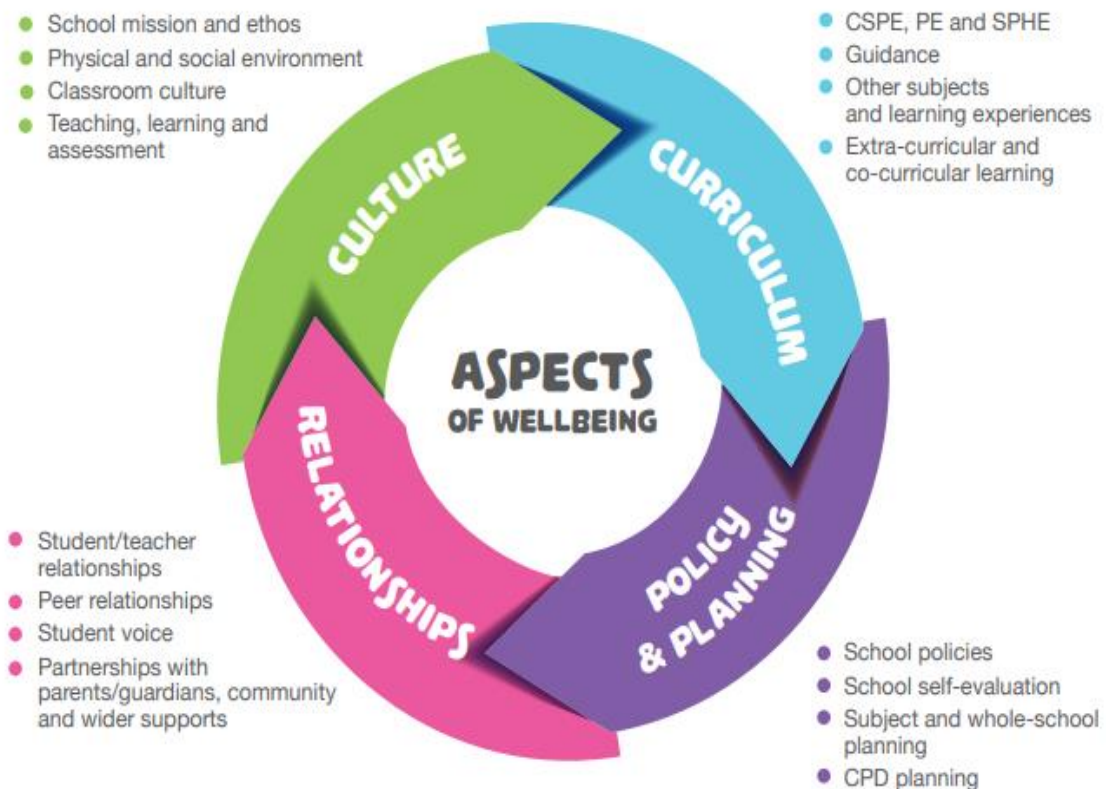 School mission and ethos
Physical and social environment
Classroom culture
Teaching, learning and
assessment
CSPE, PE and SPHE
Guidance
Other subjects
and learning experiences
Extra-curricular and
co-curricular learning
CULTURE
CURRICULUM
ASPECTS
OF WELLBEING
RELATIONSHIPS
POLICY
& PLANNING
Student/teacher
relationships
Peer relationships
Student voice
Partnerships with
parents/guardians, community
and wider supports
School policies
School self-evaluation
Subject and whole-school
planning
CPD planning